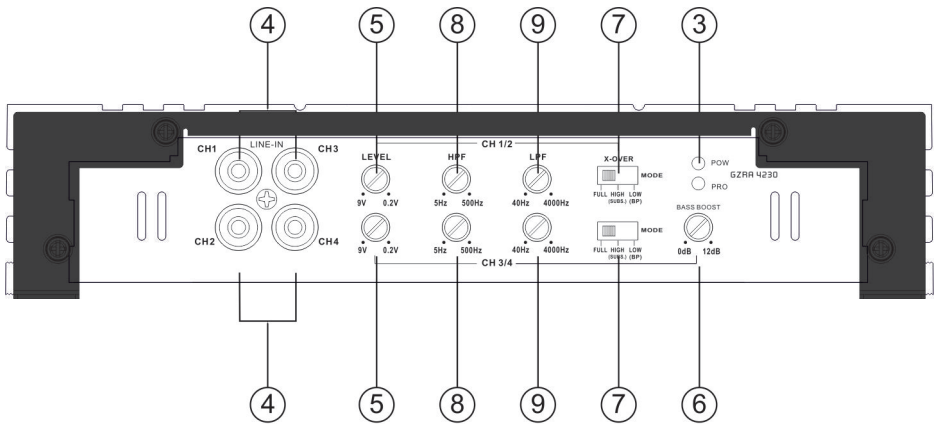 4 5 8 9 7 3
CH1 LINE-IN CH3
CH 1/2
LEVEL HPF LPF X-OVER
MODE
POW
PRO
GZRA 4230
9V 0.2V 5Hz 500Hz 40Hz 4000Hz
FULL HIGH LOW
(SUBS.) (BP)
BASS BOOST
CH2 CH4
MODE
9V 0.2V 5Hz 500Hz 40Hz 4000Hz
FULL HIGH LOW
(SUBS.) (BP)
0dB 12dB
CH 3/4
4 5 8 9 7 6